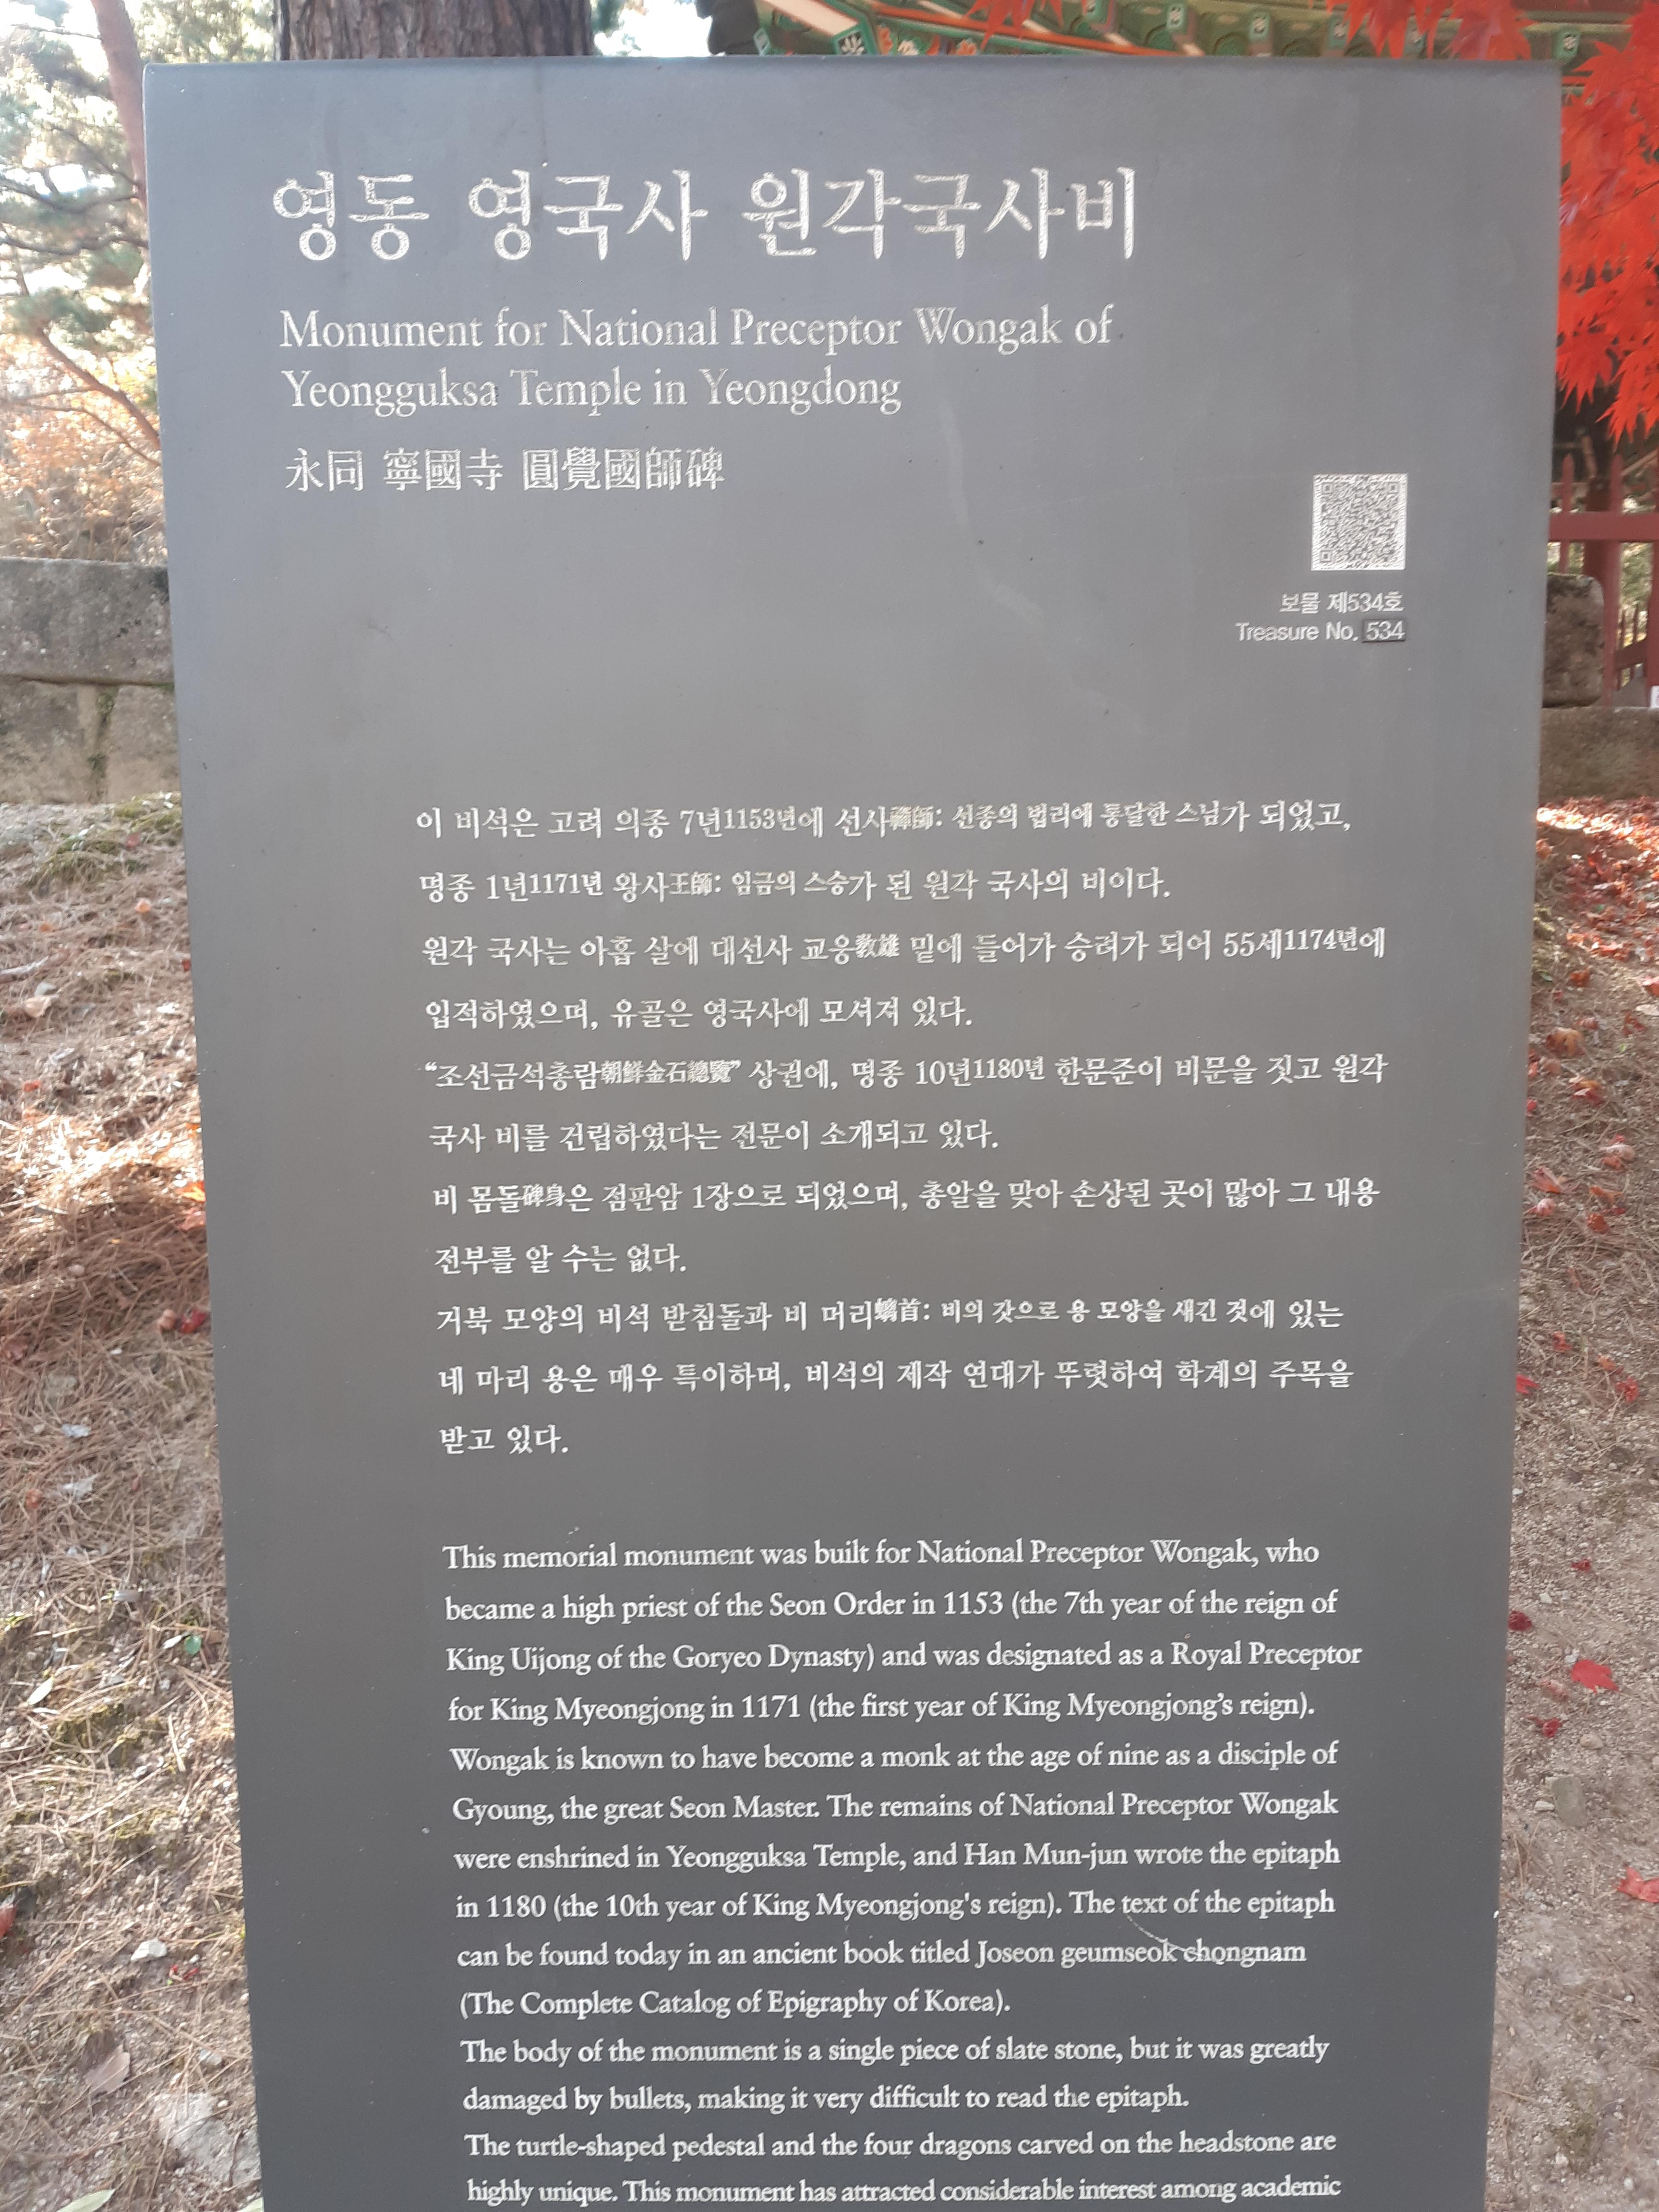 영동 영국사 원각국사비
Monument for National Preceptor Wongak of
Yeongguksa Temple in Yeongdong
永同 寧國寺 圓覺國師碑
보물 제534호
Treasure No. 534
이 비석은 고려 의종 7년1153년에 선사禪師: 선종의 법리에 통달한 스님가 되었고,
명종 1년1171년 왕사王師: 임금의 스승가 된 원각 국사의 비이다.
원각 국사는 아홉 살에 대선사 교웅敎雄 밑에 들어가 승려가 되어 55세1174년에
입적하였으며, 유골은 영국사에 모셔져 있다.
“조선금석총람朝鮮金石總覽” 상권에, 명종 10년1180년 한문준이 비문을 짓고 원각
국사 비를 건립하였다는 전문이 소개되고 있다.
비 몸돌碑身은 점판암 1장으로 되었으며, 총알을 맞아 손상된 곳이 많아 그 내용
전부를 알 수는 없다.
거북 모양의 비석 받침돌과 비 머리螭首: 비의 갓으로 용 모양을 새긴 것에 있는
네 마리 용은 매우 특이하며, 비석의 제작 연대가 뚜렷하여 학계의 주목을
받고 있다.
This memorial monument was built for National Preceptor Wongak, who
became a high priest of the Seon Order in 1153 (the 7th year of the reign of
King Uijong of the Goryeo Dynasty) and was designated as a Royal Preceptor
for King Myeongjong in 1171 (the first year of King Myeongjong’s reign).
Wongak is known to have become a monk at the age of nine as a disciple of
Gyoung, the great Seon Master. The remains of National Preceptor Wongak
were enshrined in Yeongguksa Temple, and Han Mun-jun wrote the epitaph
in 1180 (the 10th year of King Myeongjong's reign). The text of the epitaph
can be found today in an ancient book titled Joseon geumseok chongnam
(The Complete Catalog of Epigraphy of Korea).
The body of the monument is a single piece of slate stone, but it was greatly
damaged by bullets, making it very difficult to read the epitaph.
The turtle-shaped pedestal and the four dragons carved on the headstone are
highly unique. This monument has attracted considerable interest among academic